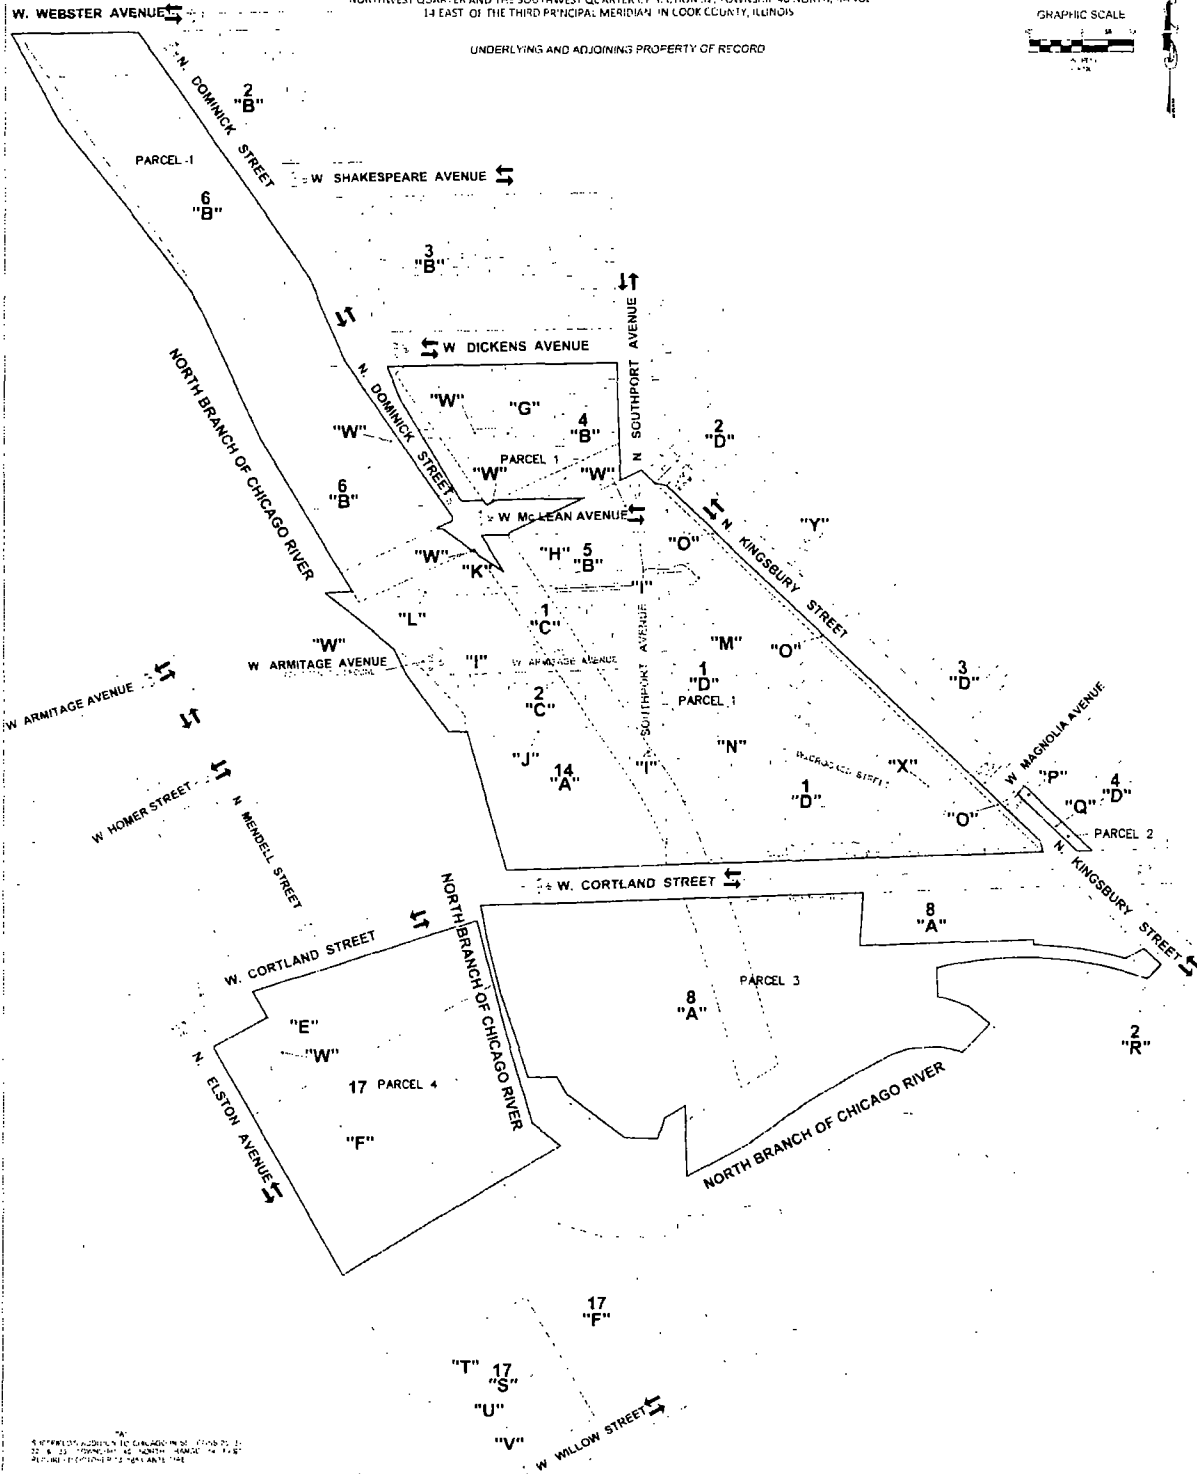 W. WEBSTER AVENUE
14 EAST OF THE THIRD PRINCIPAL MERIDIAN IN COOK COUNTY, ILLINOIS
GRAPHIC SCALE
UNDERLYING AND ADJOINING PROPERTY OF RECORD
N. DOMINICK STREET
2
"B"
PARCEL 1
W SHAKESPEARE AVENUE
6
"B"
3
"B"
N SOUTHPORT AVENUE
W DICKENS AVENUE
NORTH BRANCH OF CHICAGO RIVER
N. DOMINICK STREET
"W"
"G"
4
"B"
"W"
2
"D"
PARCEL 1
"W"
"W"
6
"B"
W McLEAN AVENUE
N. KINGSBURY STREET
"Y"
"W"
"K"
"H"
5
"B"
"O"
"I"
"L"
1
"C"
SOUTHPORT AVENUE
"M"
"O"
"W"
W ARMITAGE AVENUE
"I"
W ARMITAGE AVENUE
1
"D"
PARCEL 1
3
"D"
W ARMITAGE AVENUE
2
"C"
W MAGNOLIA AVENUE
"J"
14
"A"
"I"
"N"
"X"
1
"D"
"P"
4
"D"
"Q"
"O"
PARCEL 2
W HOMER STREET
N MENDELL STREET
N. KINGSBURY STREET
W. CORTLAND STREET
8
"A"
W. CORTLAND STREET
NORTH BRANCH OF CHICAGO RIVER
PARCEL 3
8
"A"
"E"
"W"
2
"R"
N. ELSTON AVENUE
17 PARCEL 4
"F"
NORTH BRANCH OF CHICAGO RIVER
17
"F"
"T"
17
"S"
"U"
"V"
W WILLOW STREET
"A"